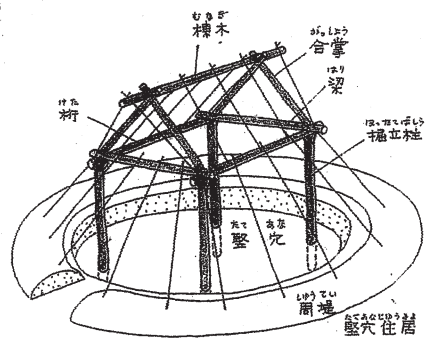 むなぎ
棟木
がっしょう
合掌
はり
梁
けた
桁
ほったてばしら
掘立柱
たて あな
竪 穴
しゅうてい
周堤
たてあなじゅうきょ
竪穴住居